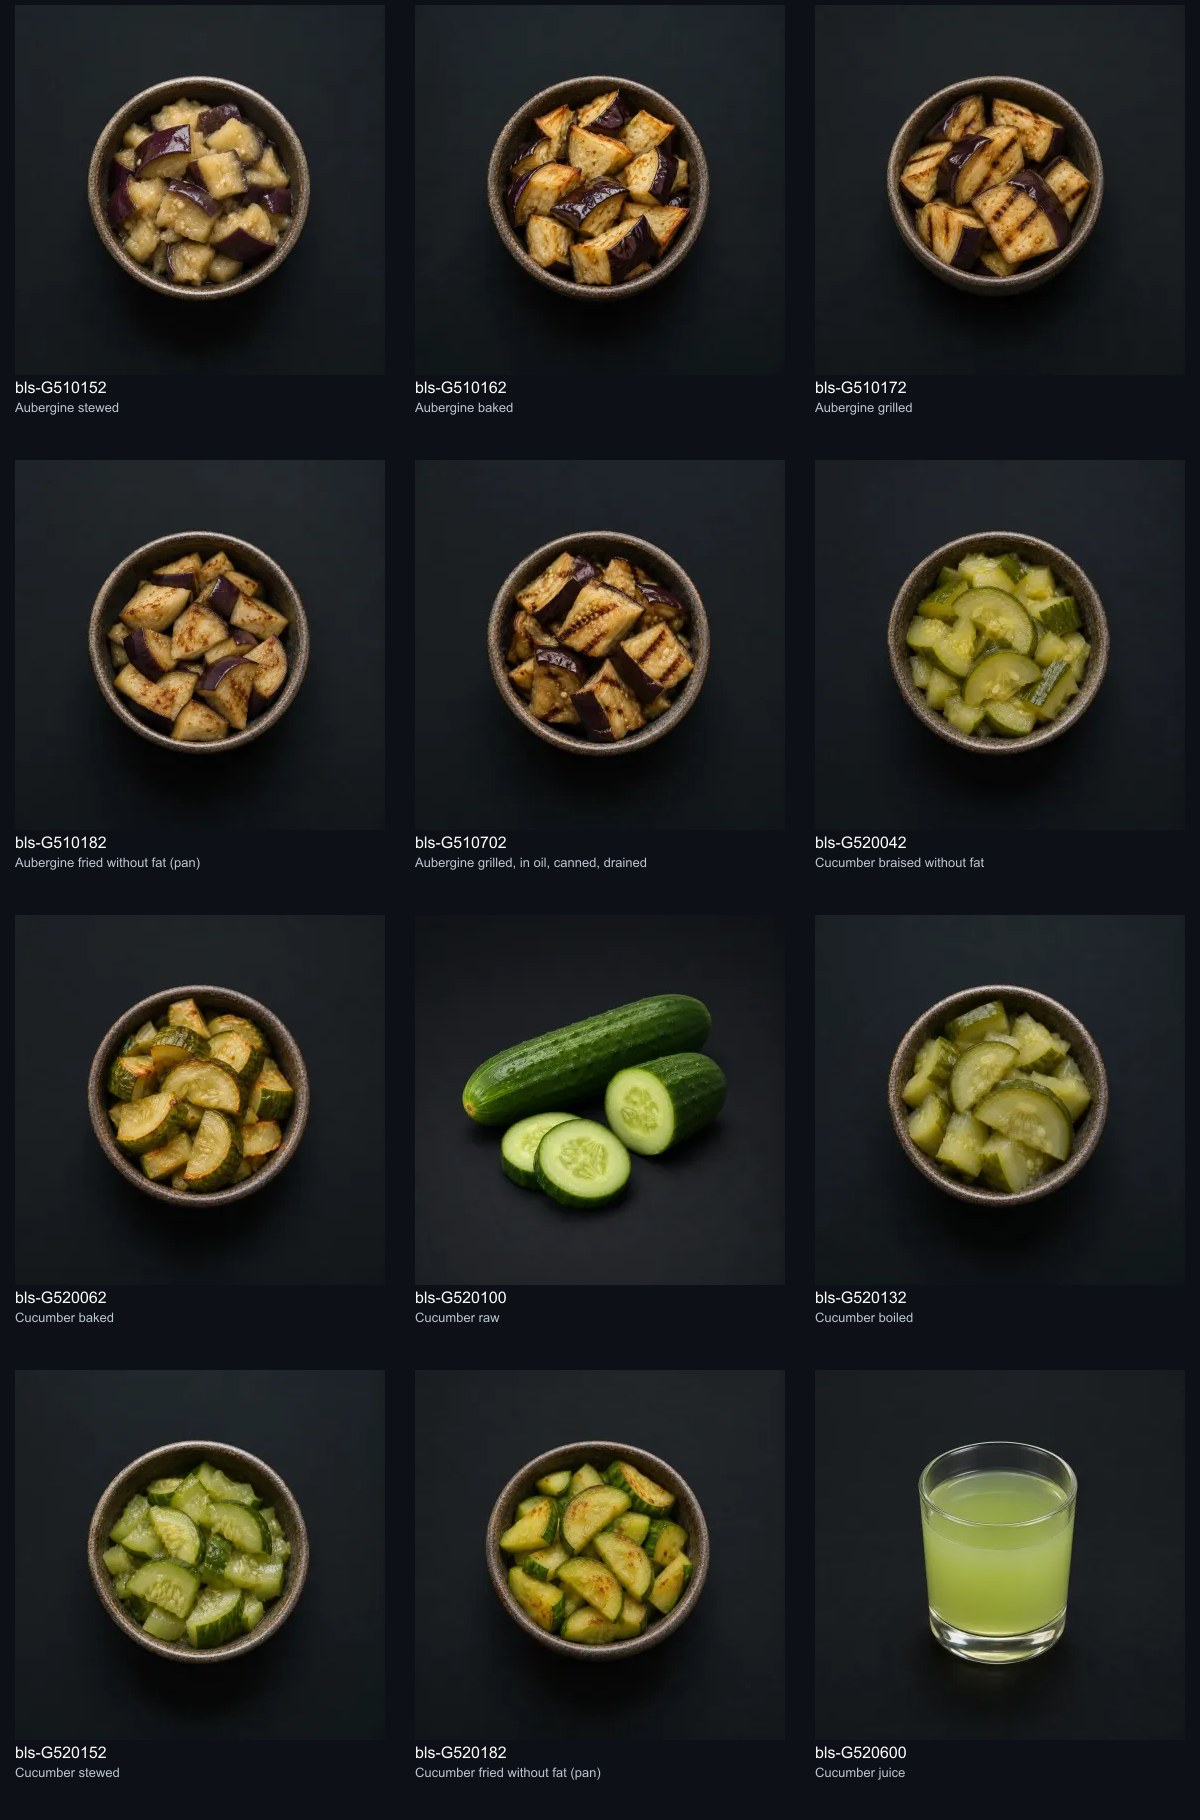 bls-G510152
Aubergine stewed
bls-G510162
Aubergine baked
bls-G510172
Aubergine grilled
bls-G510182
Aubergine fried without fat (pan)
bls-G510702
Aubergine grilled, in oil, canned, drained
bls-G520042
Cucumber braised without fat
bls-G520062
Cucumber baked
bls-G520100
Cucumber raw
bls-G520132
Cucumber boiled
bls-G520152
Cucumber stewed
bls-G520182
Cucumber fried without fat (pan)
bls-G520600
Cucumber juice